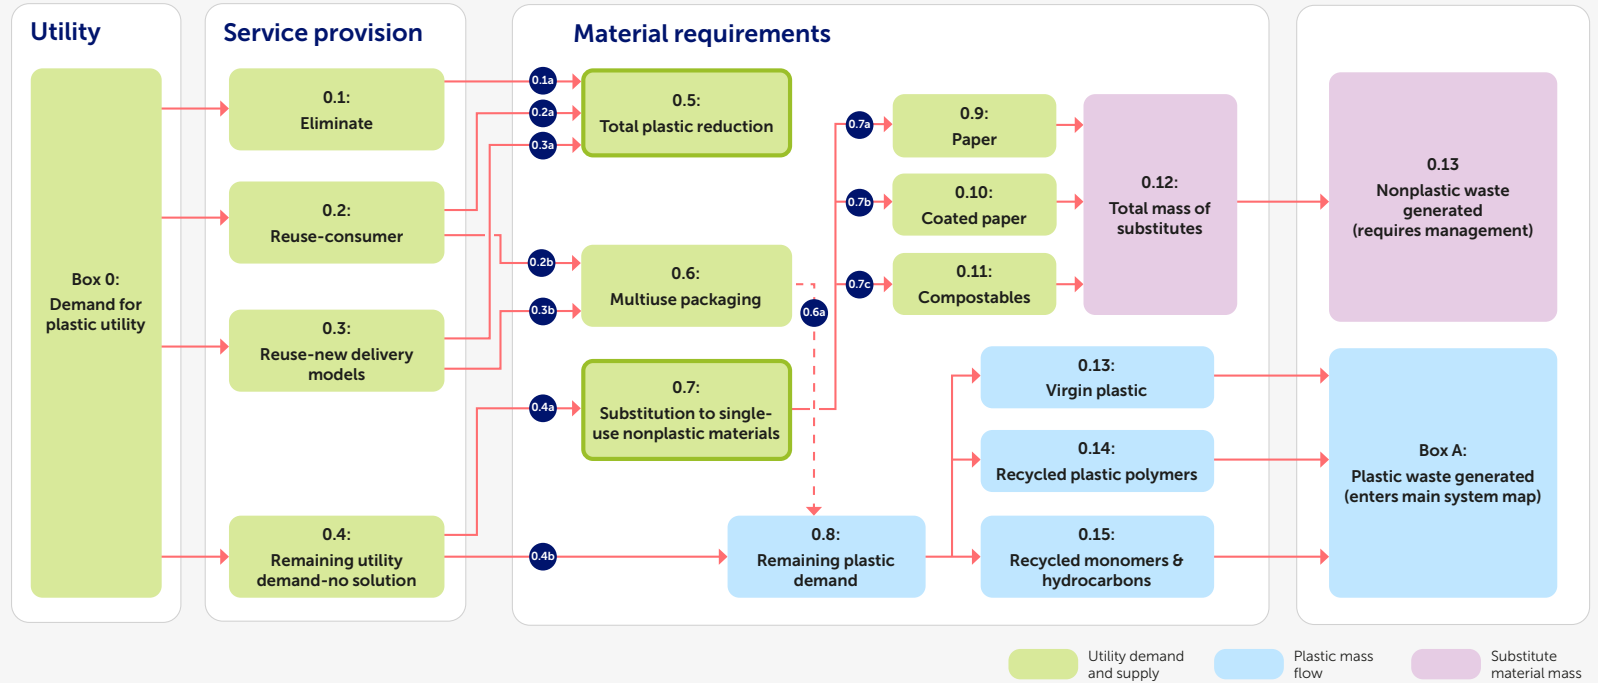 Utility
Service provision
Material requirements
Box 0:
Demand for
plastic utility
0.1:
Eliminate
0.2:
Reuse-consumer
0.3:
Reuse-new delivery
models
0.4:
Remaining utility
demand-no solution
0.1a
0.2a
0.3a
0.2b
0.3b
0.4a
0.4b
0.5:
Total plastic reduction
0.6:
Multiuse packaging
0.6a
0.7:
Substitution to single-
use nonplastic materials
0.8:
Remaining plastic
demand
0.7a
0.7b
0.7c
0.9:
Paper
0.10:
Coated paper
0.11:
Compostables
0.12:
Total mass of
substitutes
0.13:
Virgin plastic
0.14:
Recycled plastic polymers
0.15:
Recycled monomers &
hydrocarbons
0.13
Nonplastic waste
generated
(requires management)
Box A:
Plastic waste generated
(enters main system map)
Utility demand
and supply
Plastic mass
flow
Substitute
material mass